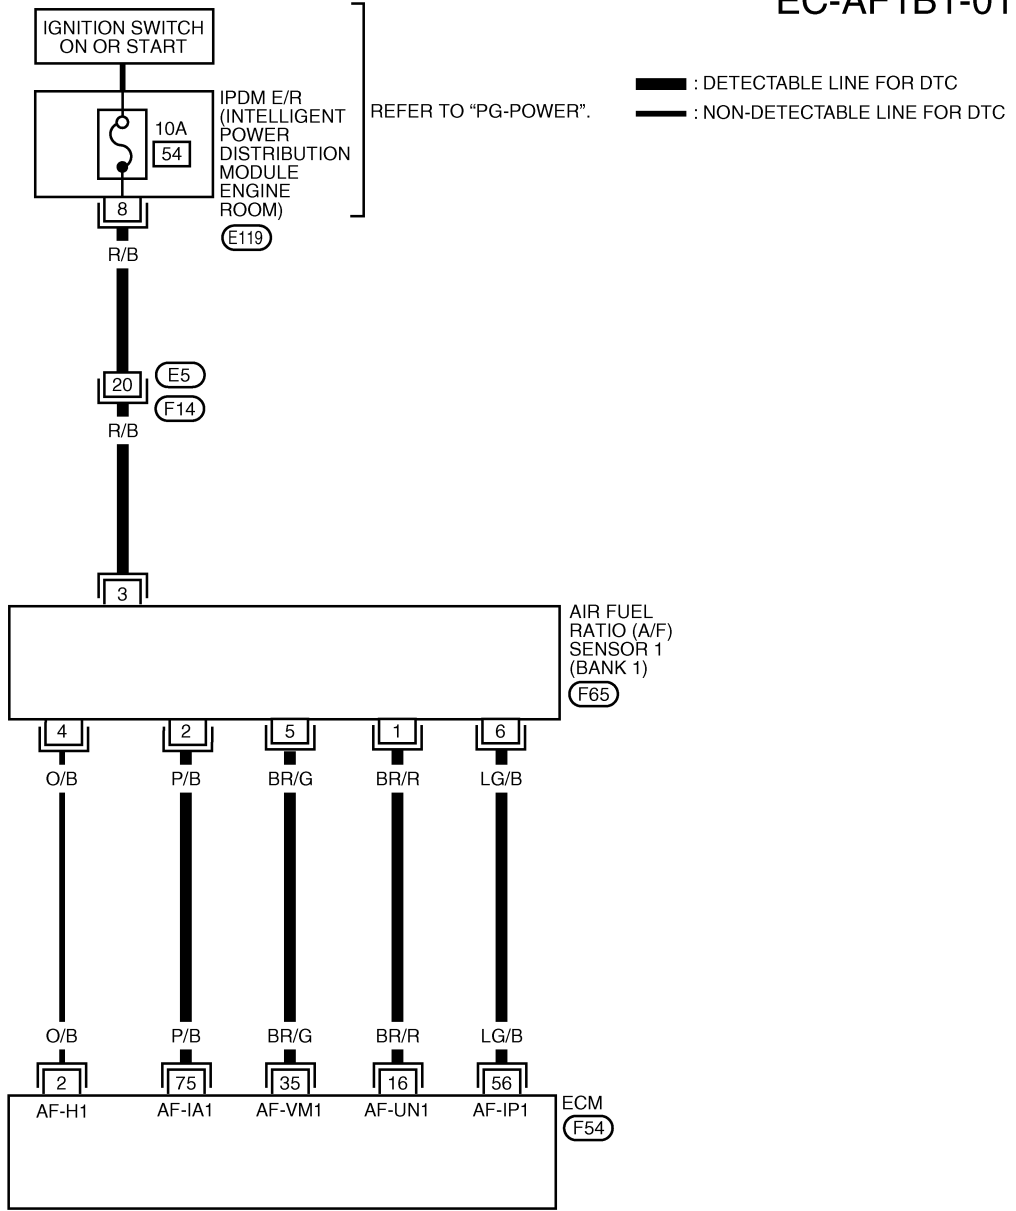 EC-AF1B1-01
IGNITION SWITCH
ON OR START
IPDM E/R
(INTELLIGENT
POWER
DISTRIBUTION
MODULE
ENGINE
ROOM)
E119
10A
54
8
REFER TO “PG-POWER”.
: DETECTABLE LINE FOR DTC
: NON-DETECTABLE LINE FOR DTC
R/B
20
E5
F14
R/B
3
AIR FUEL
RATIO (A/F)
SENSOR 1
(BANK 1)
F65
4 2 5 1 6
O/B P/B BR/G BR/R LG/B
O/B P/B BR/G BR/R LG/B
2 75 35 16 56
AF-H1 AF-IA1 AF-VM1 AF-UN1 AF-IP1
ECM
F54